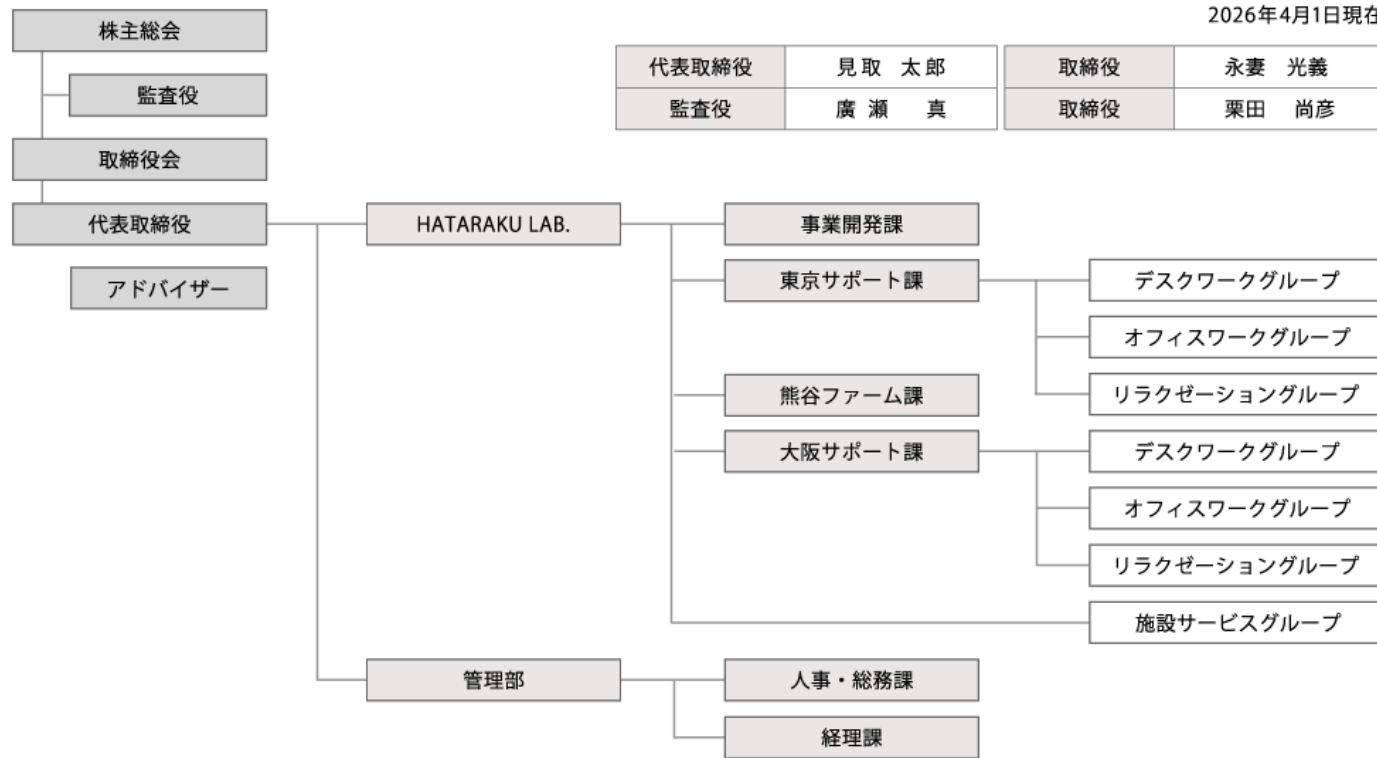 2026年4月1日現在
株主総会
監査役
取締役会
代表取締役
アドバイザー
代表取締役 見取 太郎 取締役 永妻 光義
監査役 廣瀬 真 取締役 栗田 尚彦
HATARAKU LAB.
事業開発課
東京サポート課
デスクワークグループ
オフィスワークグループ
リラクゼーショングループ
熊谷ファーム課
大阪サポート課
デスクワークグループ
オフィスワークグループ
リラクゼーショングループ
施設サービスグループ
管理部
人事・総務課
経理課